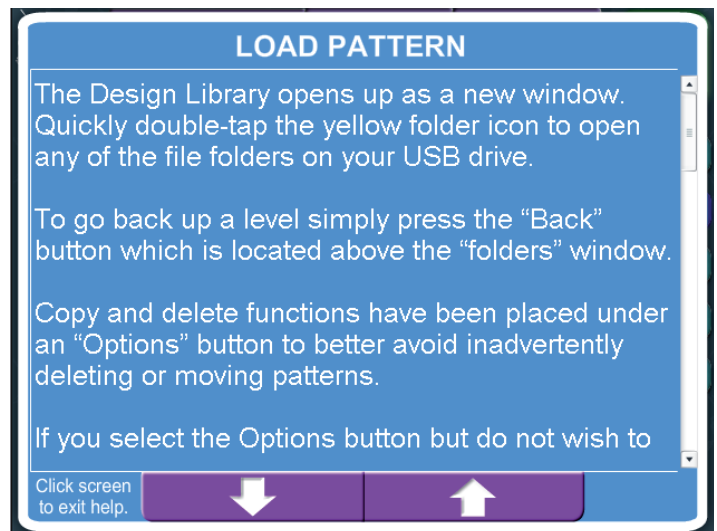 LOAD PATTERN
The Design Library opens up as a new window.
Quickly double-tap the yellow folder icon to open
any of the file folders on your USB drive.
To go back up a level simply press the “Back”
button which is located above the “folders” window.
Copy and delete functions have been placed under
an “Options” button to better avoid inadvertently
deleting or moving patterns.
If you select the Options button but do not wish to
Click screen
to exit help.